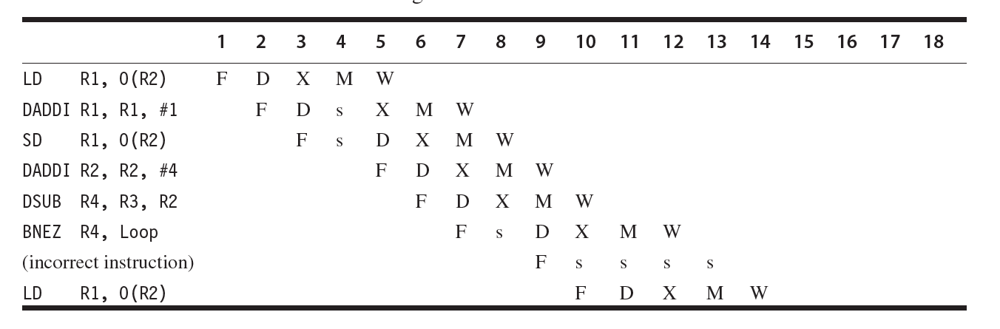 1 2 3 4 5 6 7 8 9 10 11 12 13 14 15 16 17 18
LD R1, 0(R2) F D X M W
DADDI R1, R1, #1 F D s X M W
SD R1, 0(R2) F s D X M W
DADDI R2, R2, #4 F D X M W
DSUB R4, R3, R2 F D X M W
BNEZ R4, Loop F s D X M W
(incorrect instruction) F s s s s
LD R1, 0(R2) F D X M W